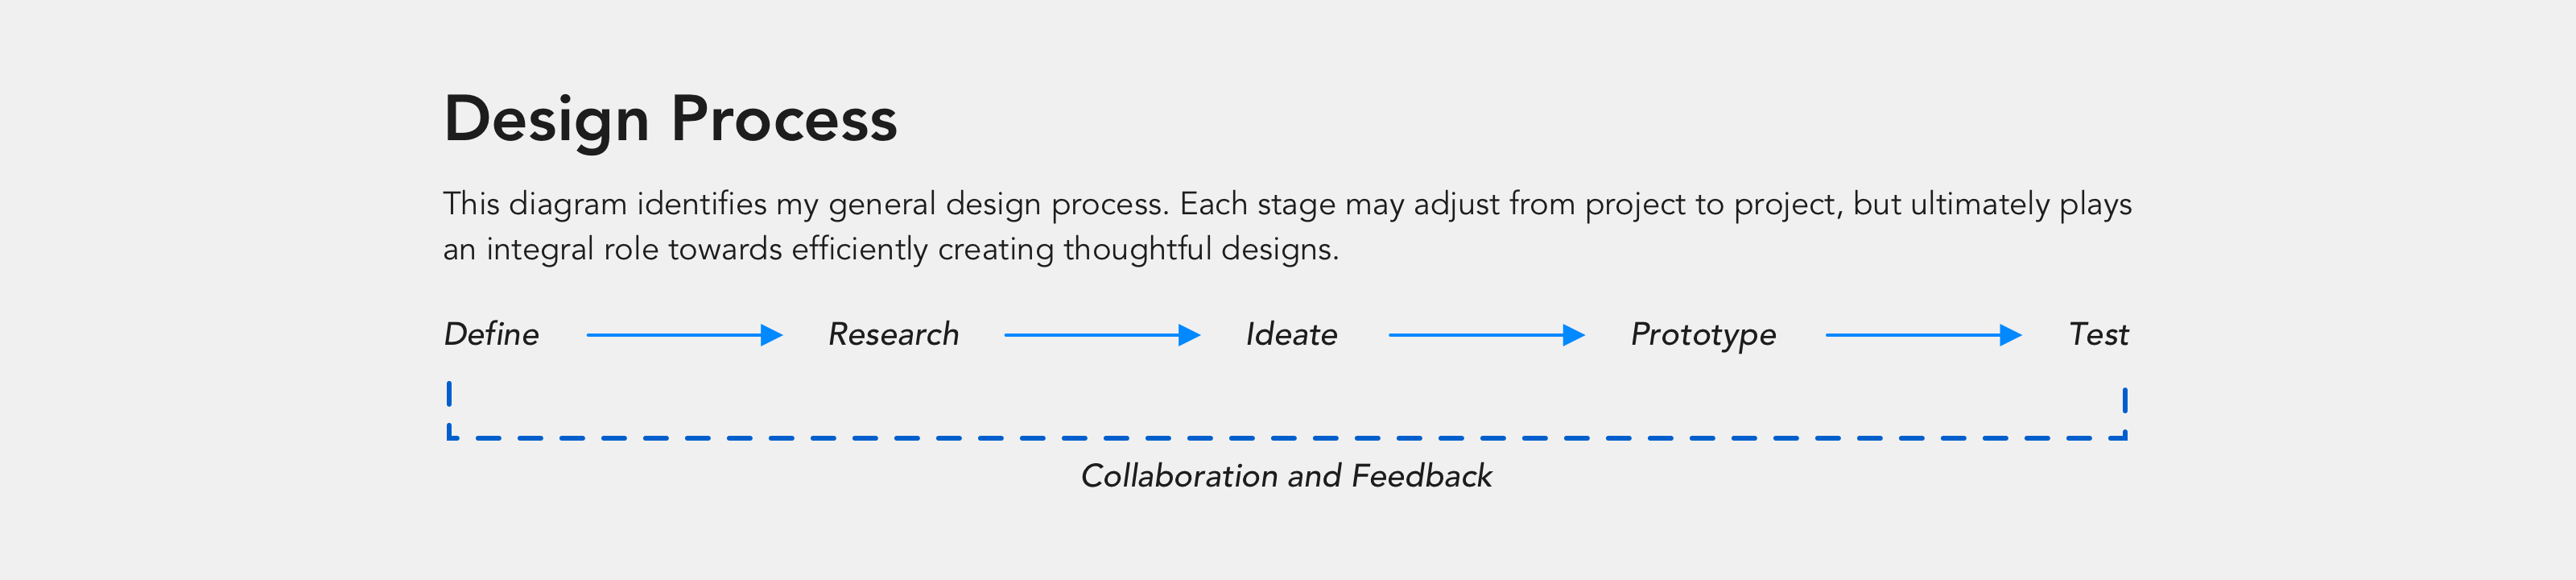 Design Process
This diagram identifies my general design process. Each stage may adjust from project to project, but ultimately plays
an integral role towards efficiently creating thoughtful designs.
Define Research Ideate Prototype Test
Collaboration and Feedback